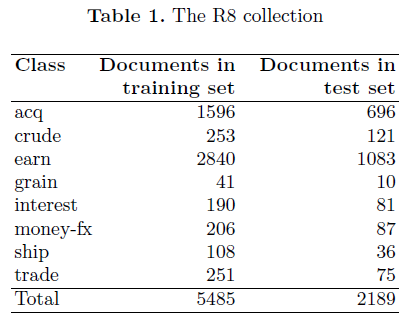 Table 1. The R8 collection
Class Documents in Documents in
training set test set
acq 1596 696
crude 253 121
earn 2840 1083
grain 41 10
interest 190 81
money-fx 206 87
ship 108 36
trade 251 75
Total 5485 2189